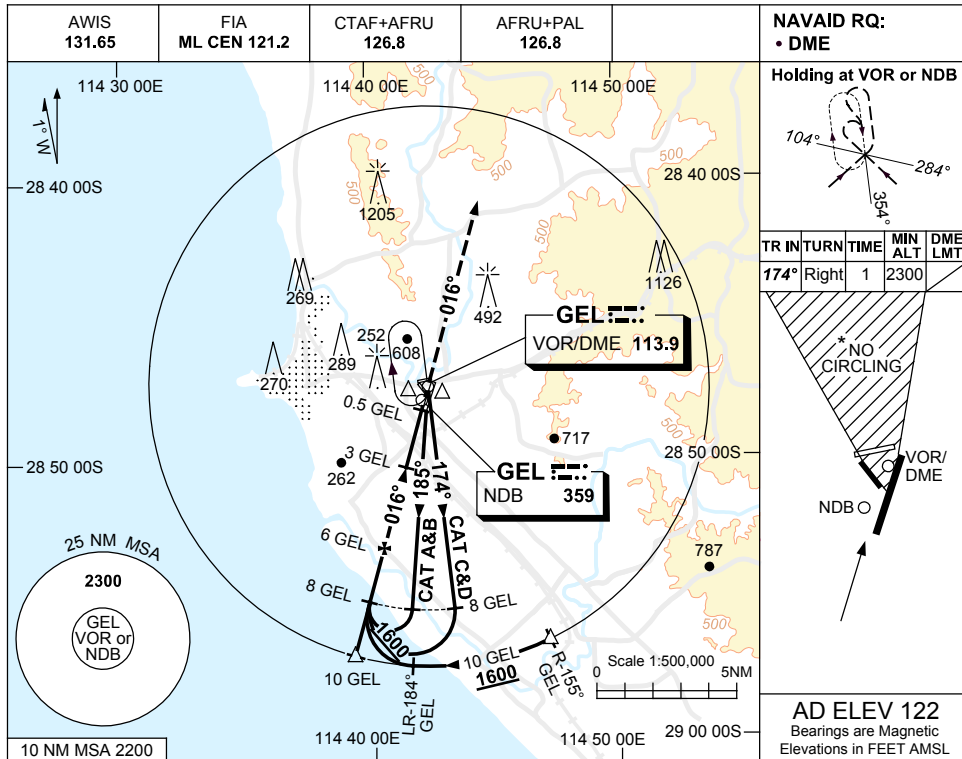 AWIS
131.65
FIA
ML CEN 121.2
CTAF+AFRU
126.8
AFRU+PAL
126.8
NAVAID RQ:
• DME
114 30 00E
114 40 00E
114 50 00E
1° W
28 40 00S
28 40 00S
500
500
500
500
500
500
1205
1126
269
492
016°
252
608
289
270
GEL
VOR/DME 113.9
0.5 GEL
717
28 50 00S
28 50 00S
3 GEL
262
GEL
NDB 359
016°
185°
174°
CAT A&B
CAT C&D
6 GEL
787
8 GEL
8 GEL
1600
10 GEL
10 GEL
1600
R-155°
GEL
LR-184°
GEL
500
25 NM MSA
2300
GEL
VOR or
NDB
Scale 1:500,000
0 5NM
114 40 00E
114 50 00E
29 00 00S
10 NM MSA 2200
Holding at VOR or NDB
104°
284°
354°
TR IN TURN TIME MIN ALT DME LMT
174° Right 1 2300
*NO
CIRCLING
VOR/
DME
NDB
AD ELEV 122
Bearings are Magnetic
Elevations in FEET AMSL